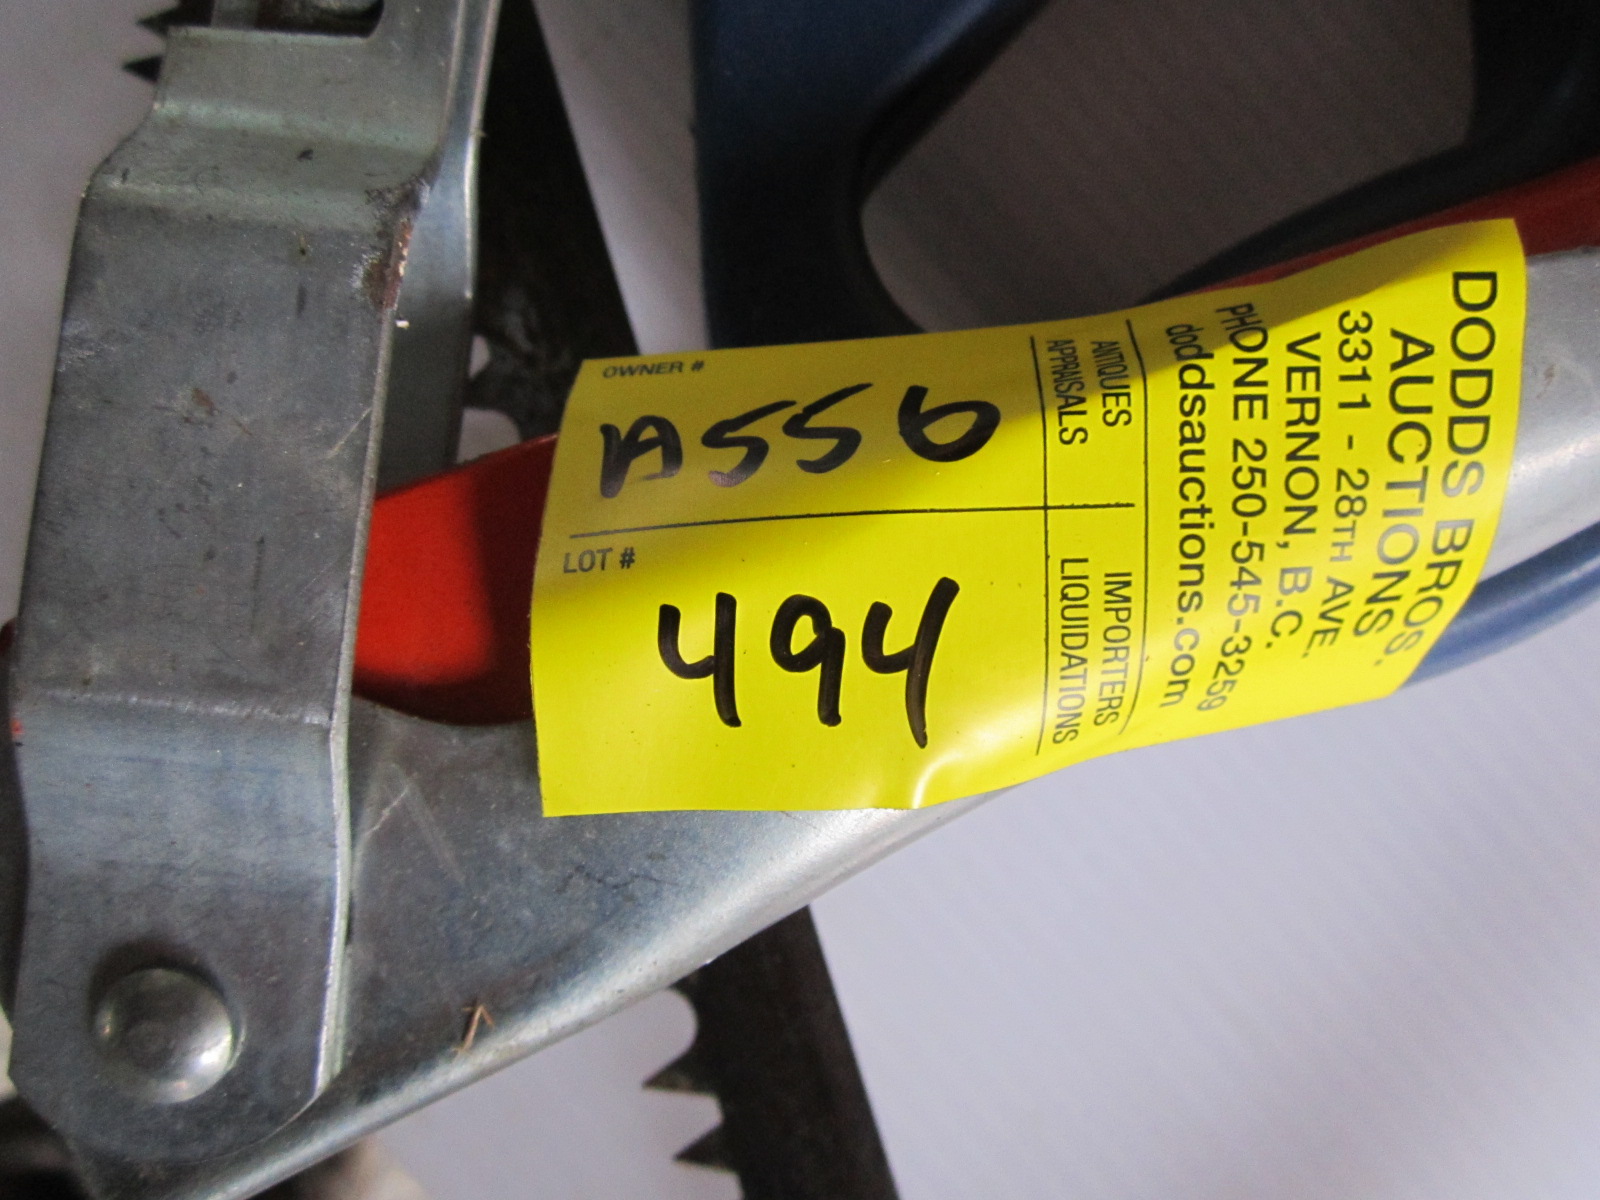 OWNER #
A556
LOT #
494
ANTIQUES
APPRAISALS
IMPORTERS
LIQUIDATIONS
DODDS BROS.
AUCTIONS
3311 - 28TH AVE.
VERNON, B.C.
PHONE 250-545-3259
doddsauctions.com